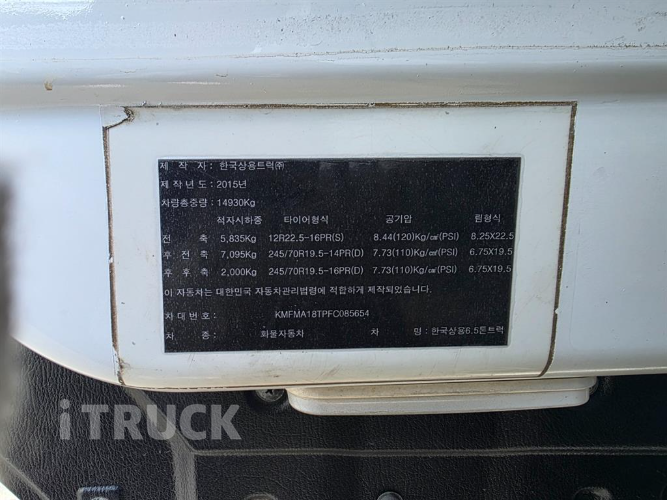 제 작 자 : 한국상용트럭㈜
제 작 년 도 : 2015년
차량총중량 : 14930Kg
적차시하중 타이어형식 공기압 륜형식
전 축 5,835Kg 12R22.5-16PR(S) 8.44(120)Kg/㎠(PSI) 8.25X22.5
후 전 축 7,095Kg 245/70R19.5-14PR(D) 7.73(110)Kg/㎠(PSI) 6.75X19.5
후 후 축 2,000Kg 245/70R19.5-16PR(D) 7.73(110)Kg/㎠(PSI) 6.75X19.5
이 자동차는 대한민국 자동차관리법령에 적합하게 제작되었습니다.
차 대 번 호 : KMFMA18TPFC085654
차 종 : 화물자동차 차 명 : 한국상용6.5톤트럭
iTRUCK